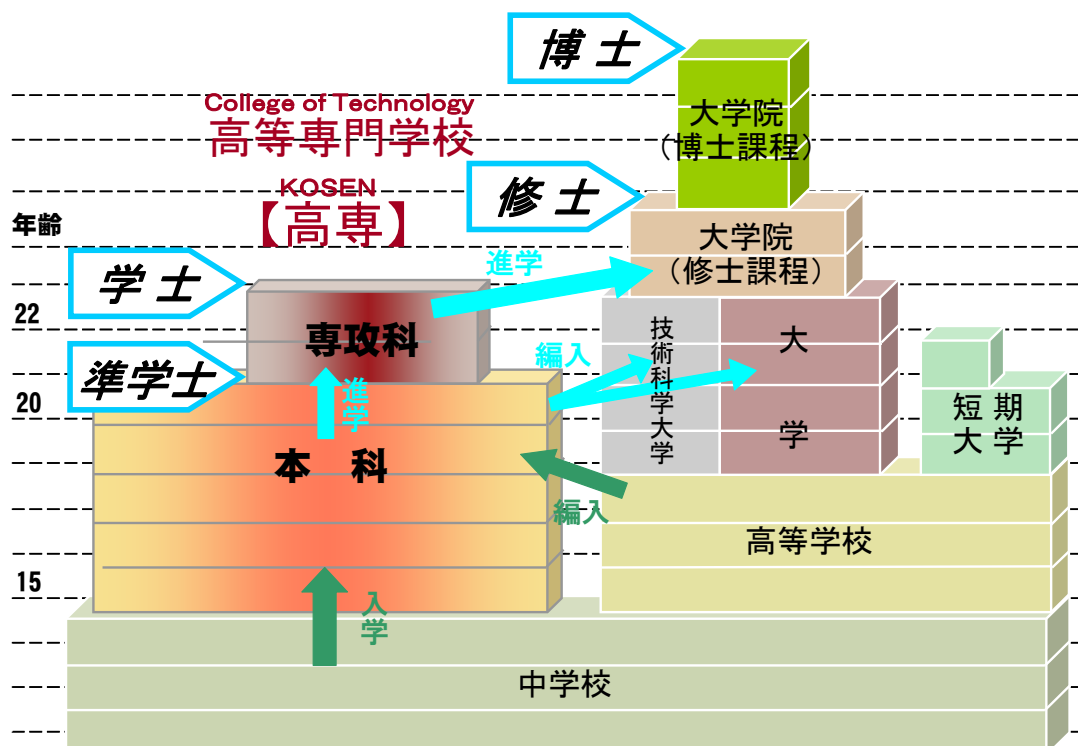 博 士
College of Technology
高等専門学校
大学院
（博士課程）
KOSEN
【高専】
修 士
年齢
大学院
（修士課程）
進学
学 士
22
専攻科
技術科学大学
大
学
編入
準学士
進学
20
短 期
大 学
本 科
編入
高等学校
15
入学
中学校